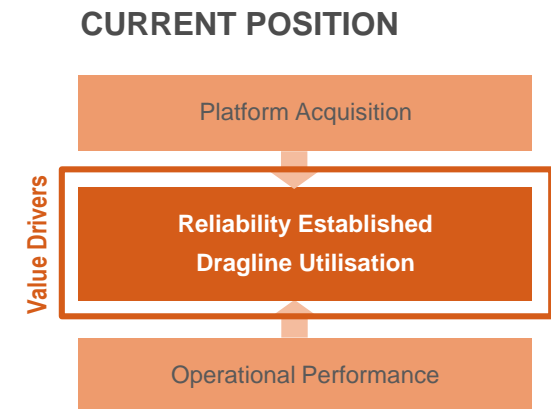 CURRENT POSITION
Platform Acquisition
Value Drivers
Reliability Established
Dragline Utilisation
Operational Performance